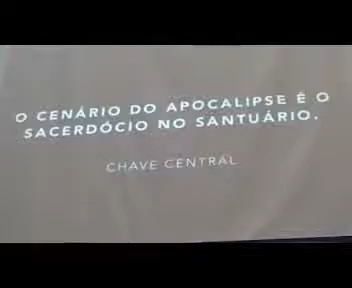 O CENÁRIO DO APOCALIPSE É O
SACERDÓCIO NO SANTUÁRIO.
CHAVE CENTRAL